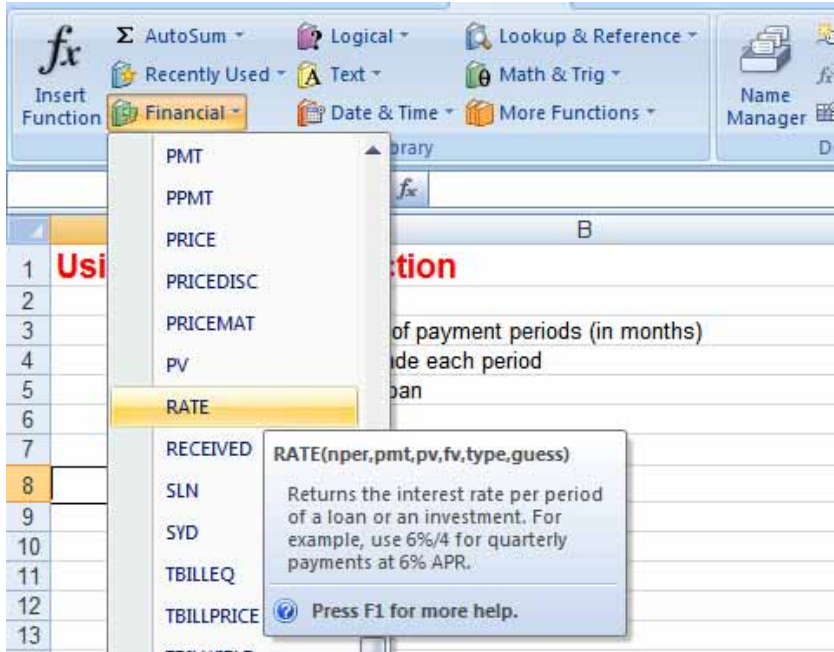 fx Σ AutoSum Logical Lookup & Reference
Recently Used Text Math & Trig
Insert Function Financial Date & Time More Functions
Name Manager
brary D
fx
B
PMT
PPMT
PRICE
PRICEDISC
PRICEMAT
PV
RATE
RECEIVED
SLN
SYD
TBILLEQ
TBILLPRICE
1 Usi ction
2
3 of payment periods (in months)
4 de each period
5 oan
6
7
8
9
10
11
12
13
RATE(nper,pmt,pv,fv,type,guess)
Returns the interest rate per period
of a loan or an investment. For
example, use 6%/4 for quarterly
payments at 6% APR.
Press F1 for more help.